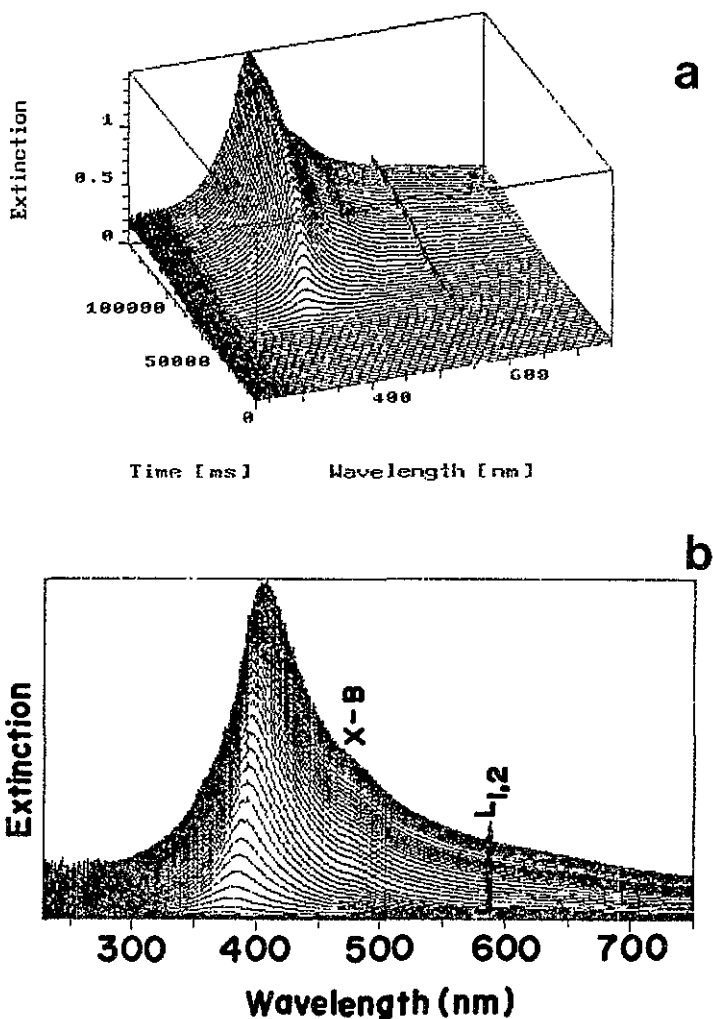 a
Extinction
1
0.5
0
100000
50000
0
400
600
Time [ms]
Wavelength [nm]
b
Extinction
X-B
L1,2
300 400 500 600 700
Wavelength (nm)